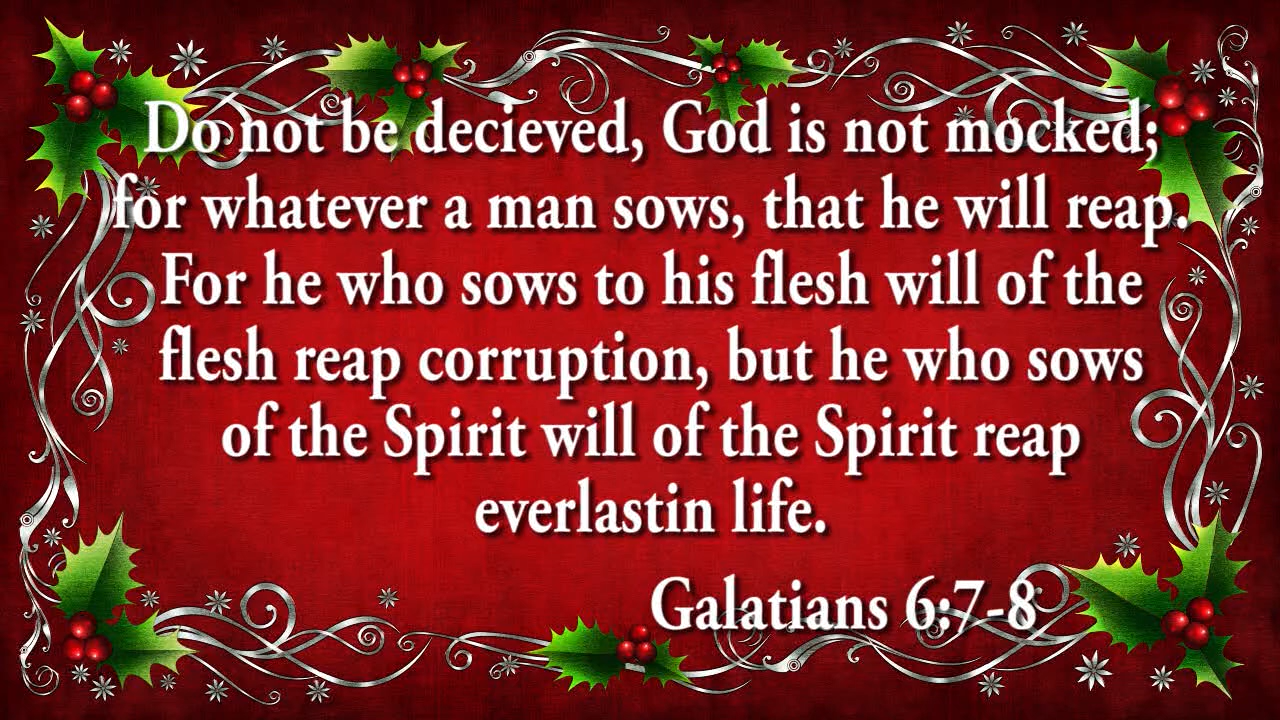 Do not be decieved, God is not mocked;
for whatever a man sows, that he will reap.
For he who sows to his flesh will of the
flesh reap corruption, but he who sows
of the Spirit will of the Spirit reap
everlastin life.
Galatians 6:7-8